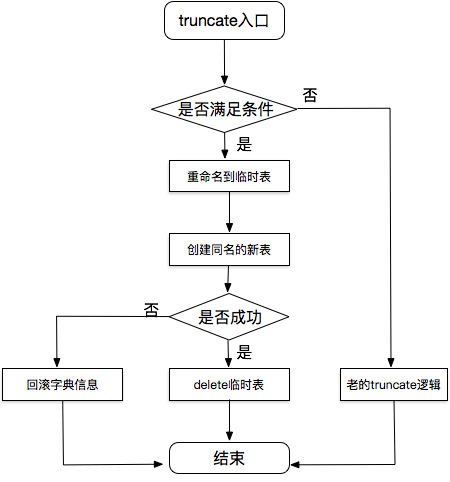 truncate入口
是否满足条件
否
是
重命名到临时表
创建同名的新表
是否成功
否
是
回滚字典信息
delete临时表
老的truncate逻辑
结束